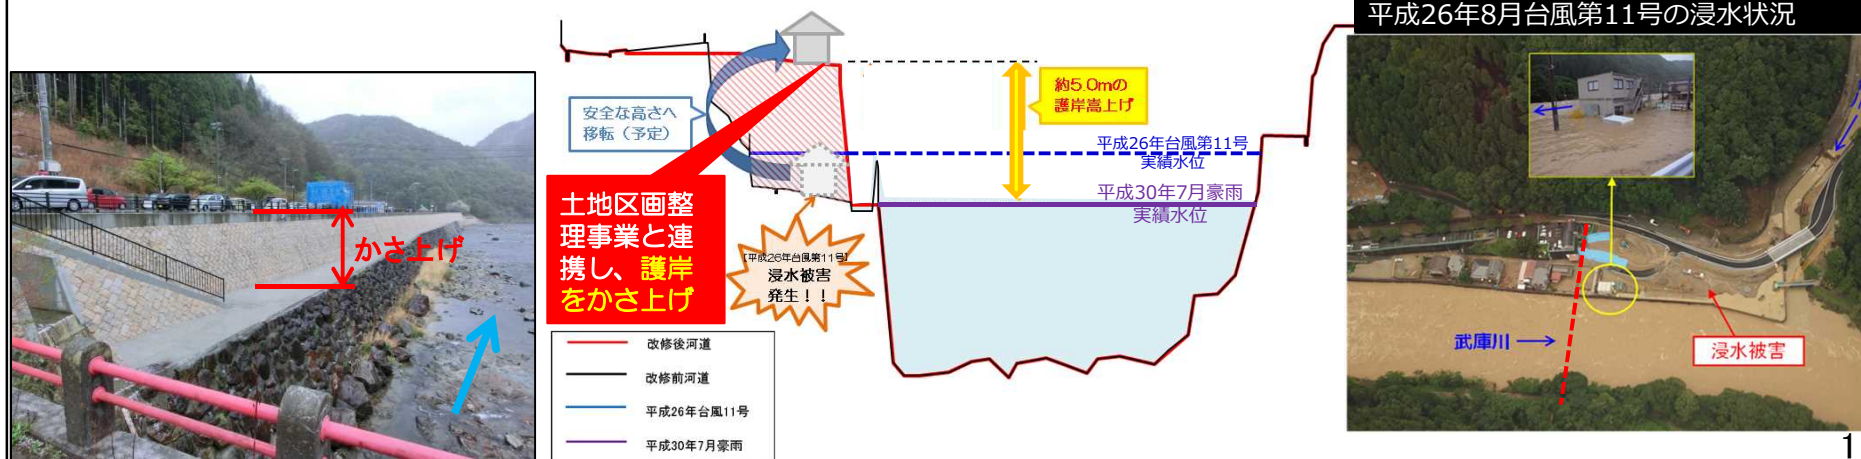 かさ上げ
安全な高さへ
移転（予定）
土地区画整
理事業と連
携し、護岸
をかさ上げ
約5.0mの
護岸嵩上げ
平成26年台風第11号
実績水位
平成30年7月豪雨
実績水位
【平成26年台風第11号】
浸水被害
発生！！
改修後河道
改修前河道
平成26年台風11号
平成30年7月豪雨
平成26年8月台風第11号の浸水状況
武庫川
浸水被害
1